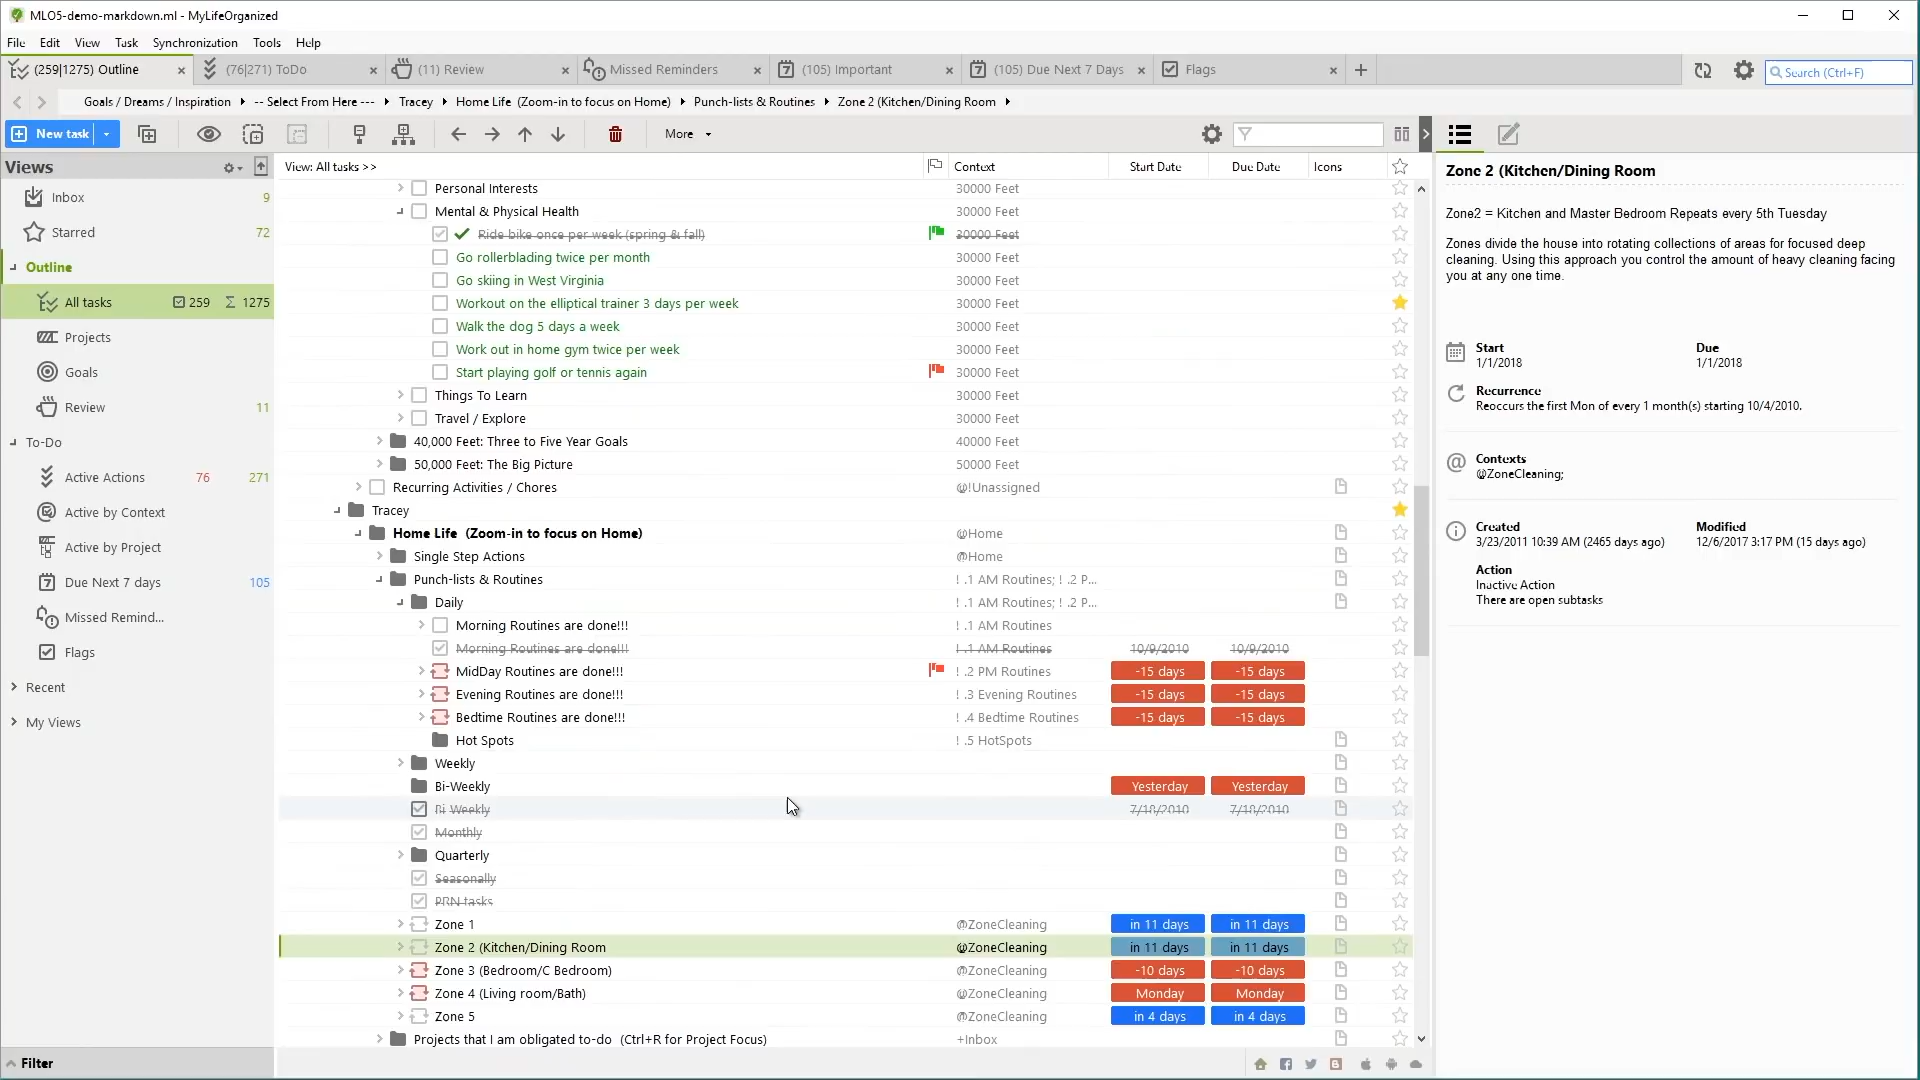 MLO5-demo-markdown.ml - MyLifeOrganized
File Edit View Task Synchronization Tools Help
(259|1275) Outline (76|271) ToDo (11) Review Missed Reminders (105) Important (105) Due Next 7 Days Flags Search (Ctrl+F)
Goals / Dreams / Inspiration -- Select From Here --- Tracey Home Life (Zoom-in to focus on Home) Punch-lists & Routines Zone 2 (Kitchen/Dining Room
New task More
Views
Inbox 9
Starred 72
Outline
All tasks 259 Σ 1275
Projects
Goals
Review 11
To-Do
Active Actions 76 271
Active by Context
Active by Project
Due Next 7 days 105
Missed Remind...
Flags
Recent
My Views
Filter
View: All tasks >> Context Start Date Due Date Icons
Personal Interests 30000 Feet
Mental & Physical Health 30000 Feet
Ride bike once per week (spring & fall) 30000 Feet
Go rollerblading twice per month 30000 Feet
Go skiing in West Virginia 30000 Feet
Workout on the elliptical trainer 3 days per week 30000 Feet
Walk the dog 5 days a week 30000 Feet
Work out in home gym twice per week 30000 Feet
Start playing golf or tennis again 30000 Feet
Things To Learn 30000 Feet
Travel / Explore 30000 Feet
40,000 Feet: Three to Five Year Goals 40000 Feet
50,000 Feet: The Big Picture 50000 Feet
Recurring Activities / Chores @!Unassigned
Tracey
Home Life (Zoom-in to focus on Home) @Home
Single Step Actions @Home
Punch-lists & Routines ! .1 AM Routines; ! .2 P...
Daily ! .1 AM Routines; ! .2 P...
Morning Routines are done!!! ! .1 AM Routines
Morning Routines are done!!! ! .1 AM Routines 10/9/2010 10/9/2010
MidDay Routines are done!!! ! .2 PM Routines -15 days -15 days
Evening Routines are done!!! ! .3 Evening Routines -15 days -15 days
Bedtime Routines are done!!! ! .4 Bedtime Routines -15 days -15 days
Hot Spots ! .5 HotSpots
Weekly
Bi-Weekly Yesterday Yesterday
Bi-Weekly 7/18/2010 7/18/2010
Monthly
Quarterly
Seasonally
PRN tasks
Zone 1 @ZoneCleaning in 11 days in 11 days
Zone 2 (Kitchen/Dining Room @ZoneCleaning in 11 days in 11 days
Zone 3 (Bedroom/C Bedroom) @ZoneCleaning -10 days -10 days
Zone 4 (Living room/Bath) @ZoneCleaning Monday Monday
Zone 5 @ZoneCleaning in 4 days in 4 days
Projects that I am obligated to-do (Ctrl+R for Project Focus) +Inbox
Zone 2 (Kitchen/Dining Room
Zone2 = Kitchen and Master Bedroom Repeats every 5th Tuesday
Zones divide the house into rotating collections of areas for focused deep
cleaning. Using this approach you control the amount of heavy cleaning facing
you at any one time.
Start Due
1/1/2018 1/1/2018
Recurrence
Reoccurs the first Mon of every 1 month(s) starting 10/4/2010.
Contexts
@ZoneCleaning;
Created Modified
3/23/2011 10:39 AM (2465 days ago) 12/6/2017 3:17 PM (15 days ago)
Action
Inactive Action
There are open subtasks